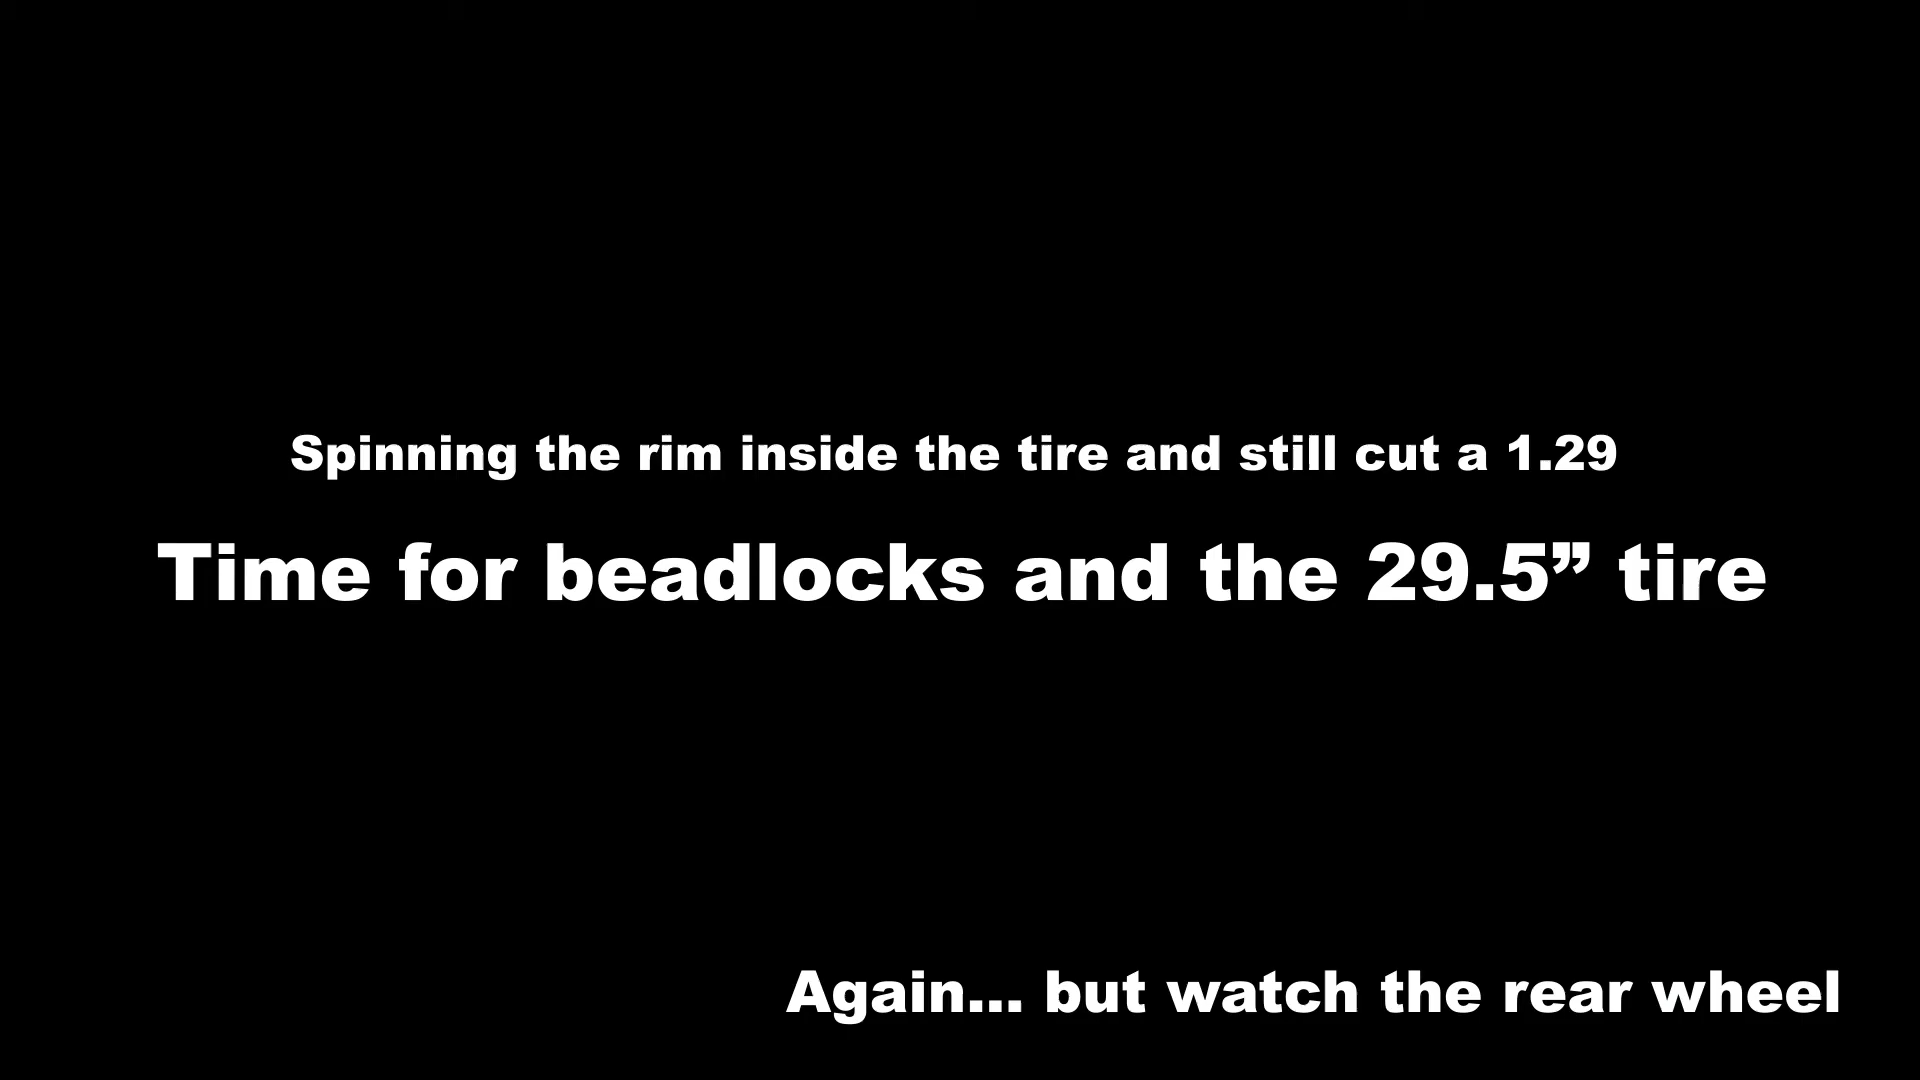 Spinning the rim inside the tire and still cut a 1.29
Time for beadlocks and the 29.5” tire
Again... but watch the rear wheel